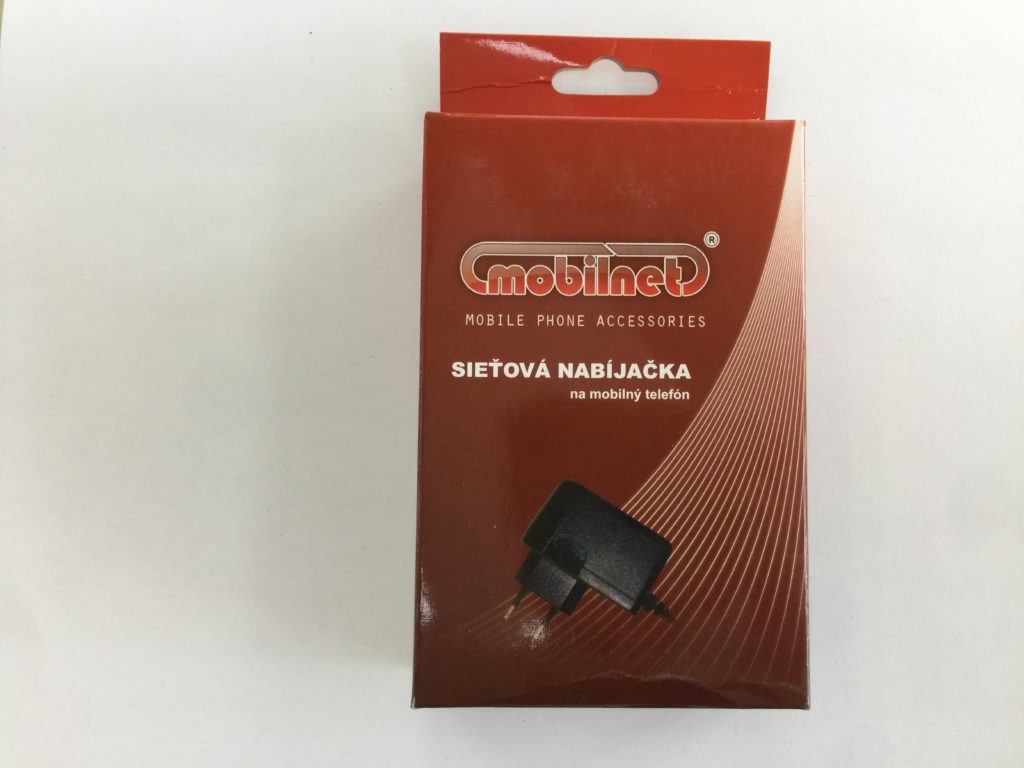 mobilnet ®
MOBILE PHONE ACCESSORIES
SIEŤOVÁ NABÍJAČKA
na mobilný telefón